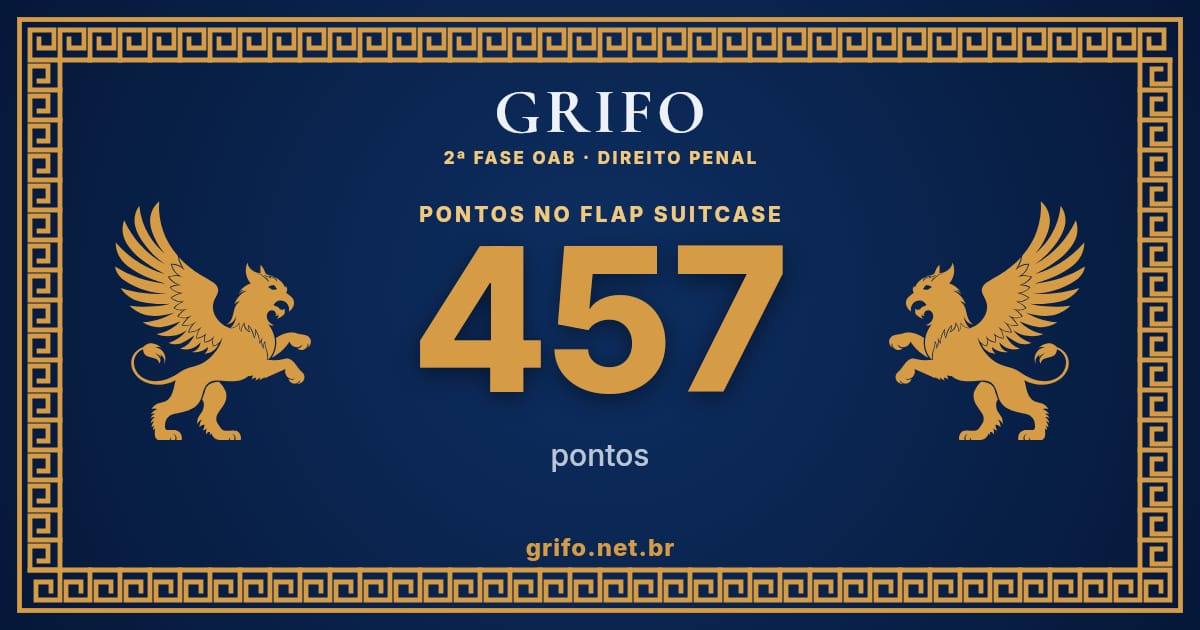 GRIFO
2ª FASE OAB · DIREITO PENAL
PONTOS NO FLAP SUITCASE
457
pontos
grifo.net.br